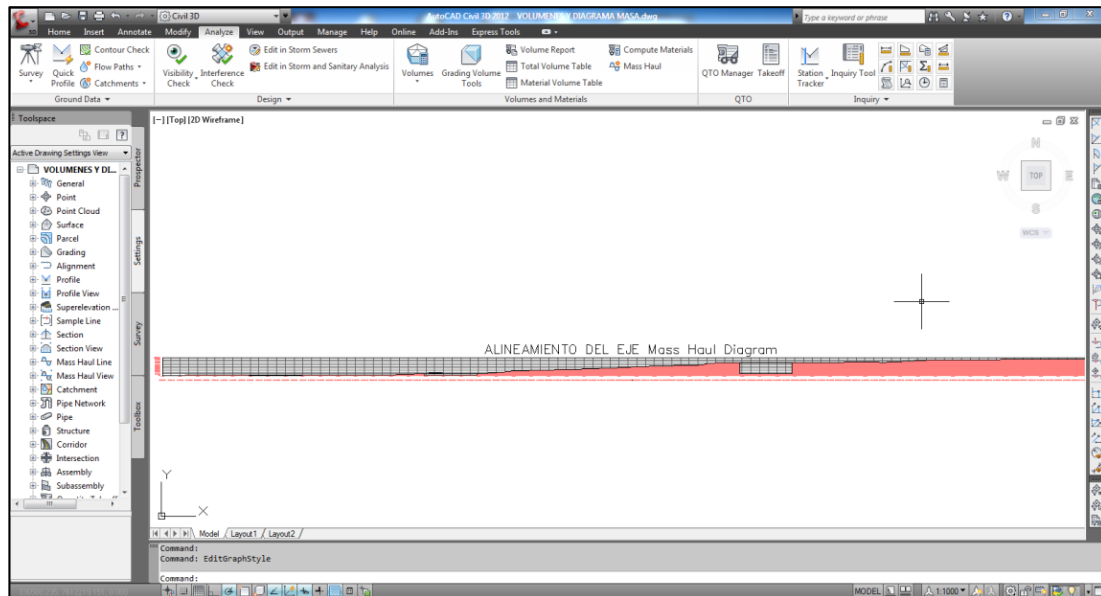 Civil 3D
AutoCAD Civil 3D 2012 VOLUMENES Y DIAGRAMA MASA.dwg
Type a keyword or phrase
Home Insert Annotate Modify Analyze View Output Manage Help Online Add-Ins Express Tools
Survey
Quick Profile
Contour Check
Flow Paths
Catchments
Ground Data
Visibility Check
Interference Check
Edit in Storm Sewers
Edit in Storm and Sanitary Analysis
Design
Volumes
Grading Volume Tools
Volume Report
Total Volume Table
Material Volume Table
Compute Materials
Mass Haul
Volumes and Materials
QTO Manager
Takeoff
QTO
Station Tracker
Inquiry Tool
Inquiry
Toolspace
Active Drawing Settings View
VOLUMENES Y DI...
General
Point
Point Cloud
Surface
Parcel
Grading
Alignment
Profile
Profile View
Superelevation ...
Sample Line
Section
Section View
Mass Haul Line
Mass Haul View
Catchment
Pipe Network
Pipe
Structure
Corridor
Intersection
Assembly
Subassembly
Prospector
Settings
Survey
Toolbox
[−] [Top] [2D Wireframe]
N
W TOP E
S
WCS
ALINEAMIENTO DEL EJE Mass Haul Diagram
Y
X
Model Layout1 Layout2
Command:
Command: EditGraphStyle
Command:
MODEL
1:1000